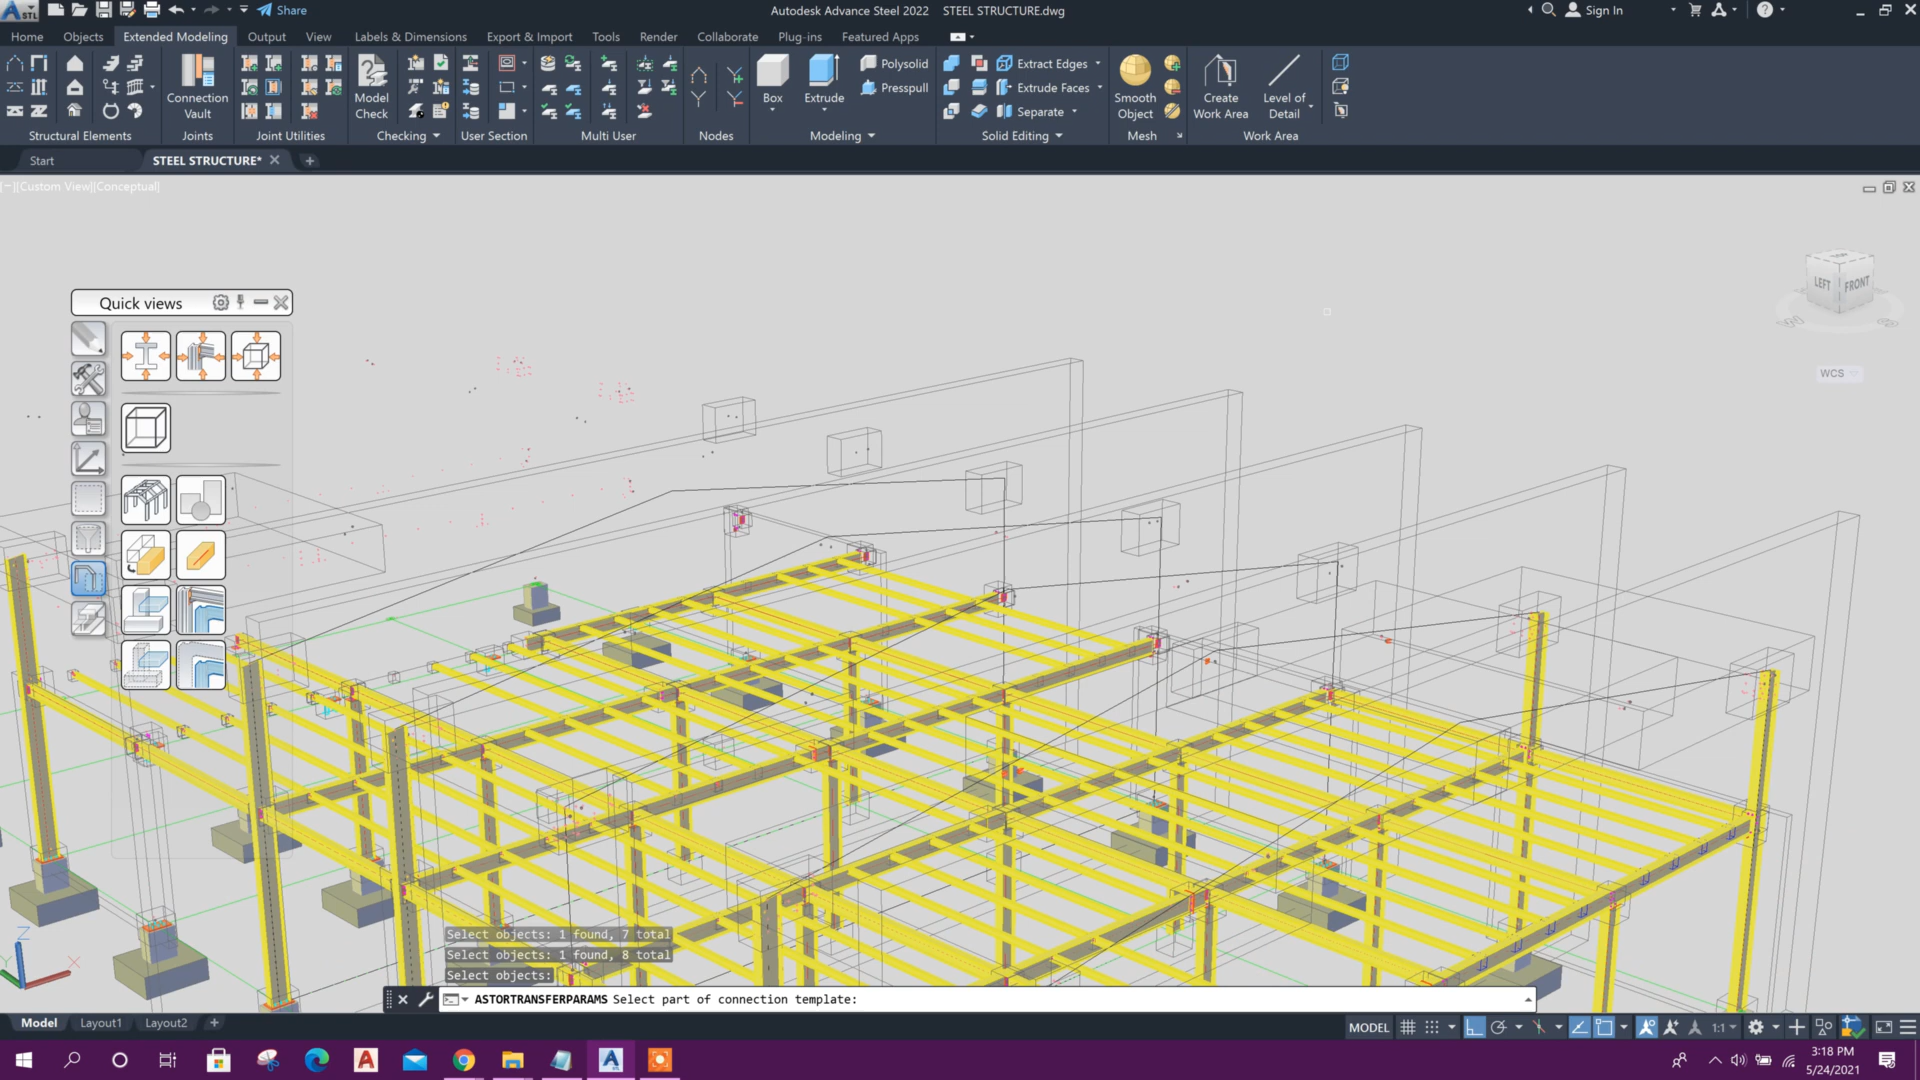 STL
Share
Autodesk Advance Steel 2022 STEEL STRUCTURE.dwg
Sign In
Home Objects Extended Modeling Output View Labels & Dimensions Export & Import Tools Render Collaborate Plug-ins Featured Apps
Connection Vault
Model Check
Box
Extrude
Polysolid
Presspull
Extract Edges
Extrude Faces
Separate
Smooth Object
Create Work Area
Level of Detail
Structural Elements Joints Joint Utilities Checking User Section Multi User Nodes Modeling Solid Editing Mesh Work Area
Start STEEL STRUCTURE*
[−][Custom View][Conceptual]
Quick views
LEFT FRONT
WCS
Z
X
Y
Select objects: 1 found, 7 total
Select objects: 1 found, 8 total
Select objects:
ASTORTRANSFERPARAMS Select part of connection template:
Model Layout1 Layout2
MODEL 1:1
3:18 PM
5/24/2021